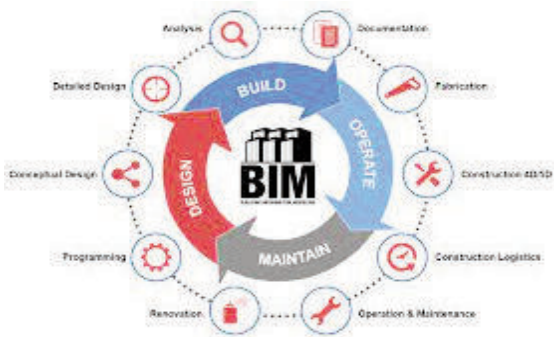 Analysis
Documentation
Detailed Design
Fabrication
BUILD
OPERATE
Conceptual Design
DESIGN
BIM
Construction 4D/5D
MAINTAIN
Programming
Construction Logistics
Renovation
Operation & Maintenance